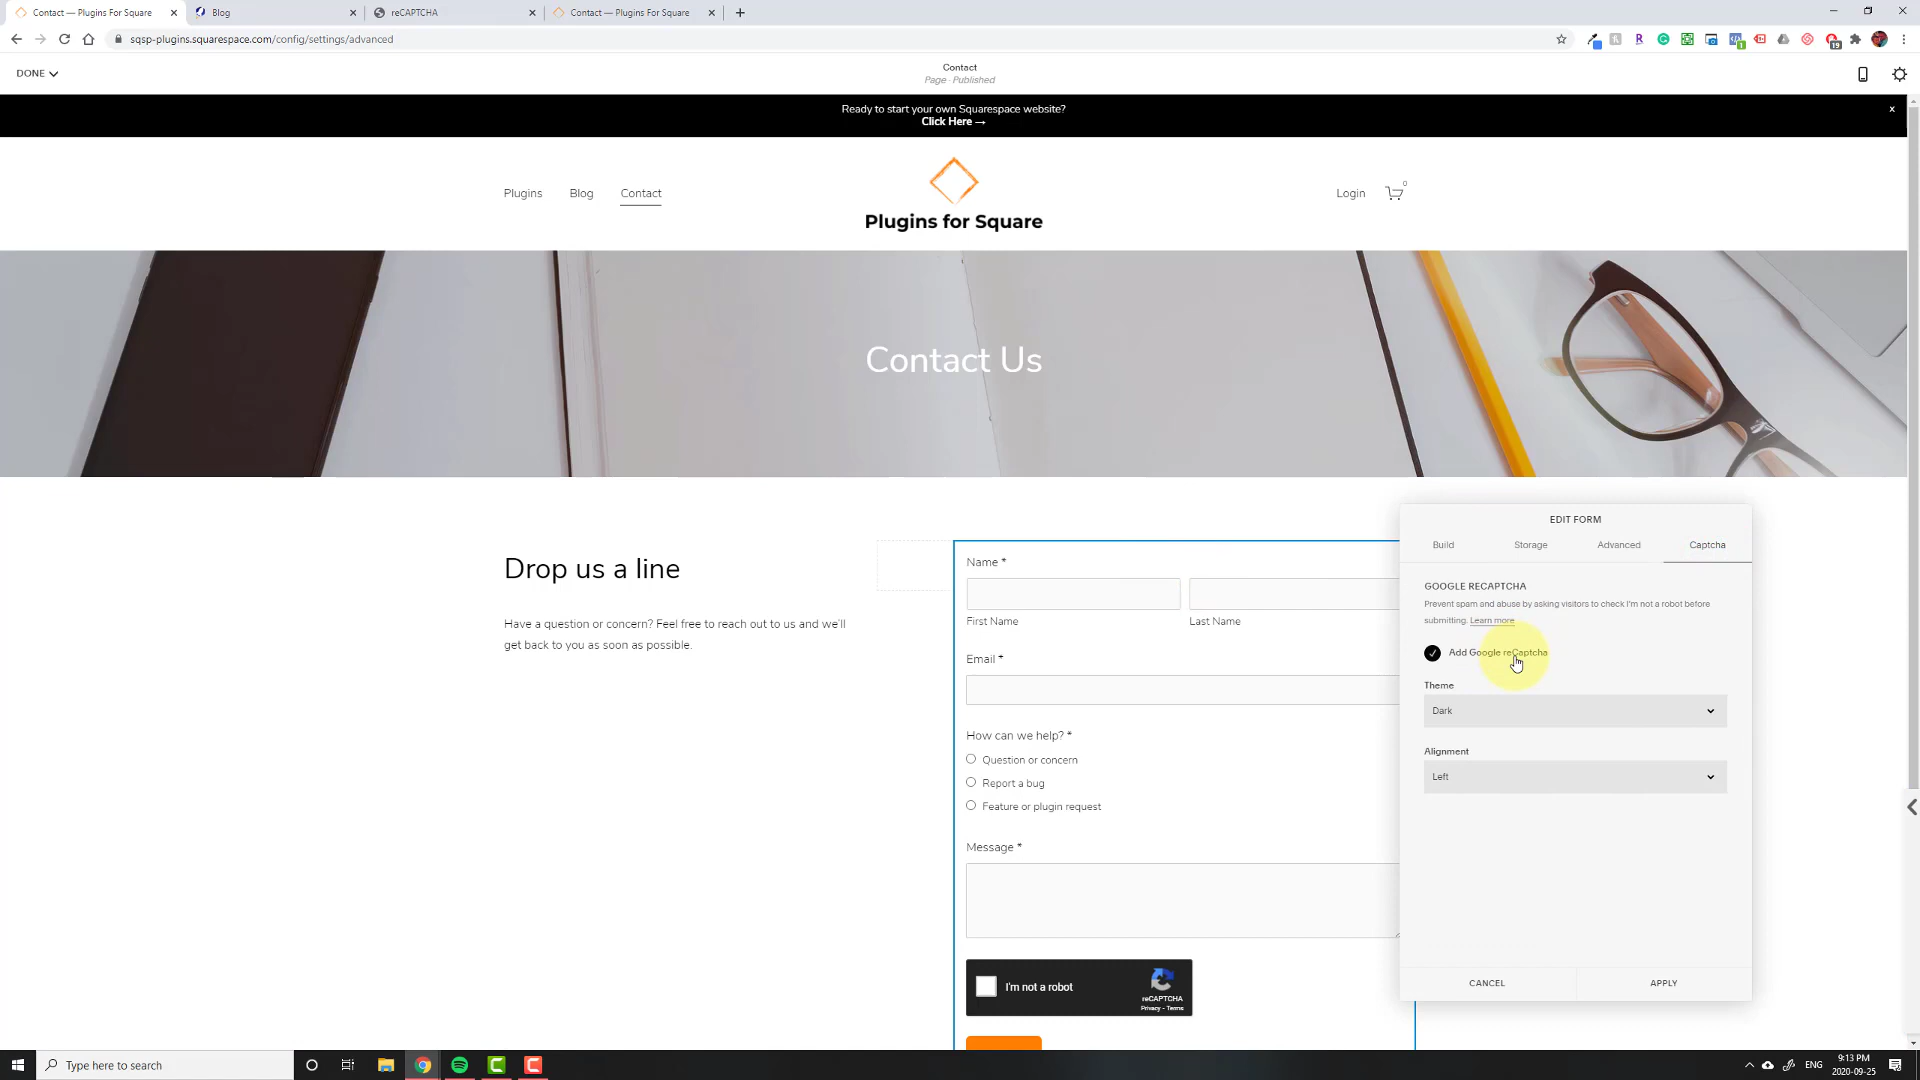 Contact — Plugins For Square
Blog
reCAPTCHA
Contact — Plugins For Square
sqsp-plugins.squarespace.com/config/settings/advanced
DONE
Contact
Page · Published
Ready to start your own Squarespace website?
Click Here →
x
Plugins
Blog
Contact
Plugins for Square
Login
0
Contact Us
Drop us a line
Have a question or concern? Feel free to reach out to us and we'll
get back to you as soon as possible.
Name *
First Name
Last Name
Email *
How can we help? *
Question or concern
Report a bug
Feature or plugin request
Message *
I'm not a robot
reCAPTCHA
Privacy - Terms
EDIT FORM
Build
Storage
Advanced
Captcha
GOOGLE RECAPTCHA
Prevent spam and abuse by asking visitors to check I'm not a robot before
submitting. Learn more
Add Google reCaptcha
Theme
Dark
Alignment
Left
CANCEL
APPLY
Type here to search
ENG
9:13 PM
2020-09-25